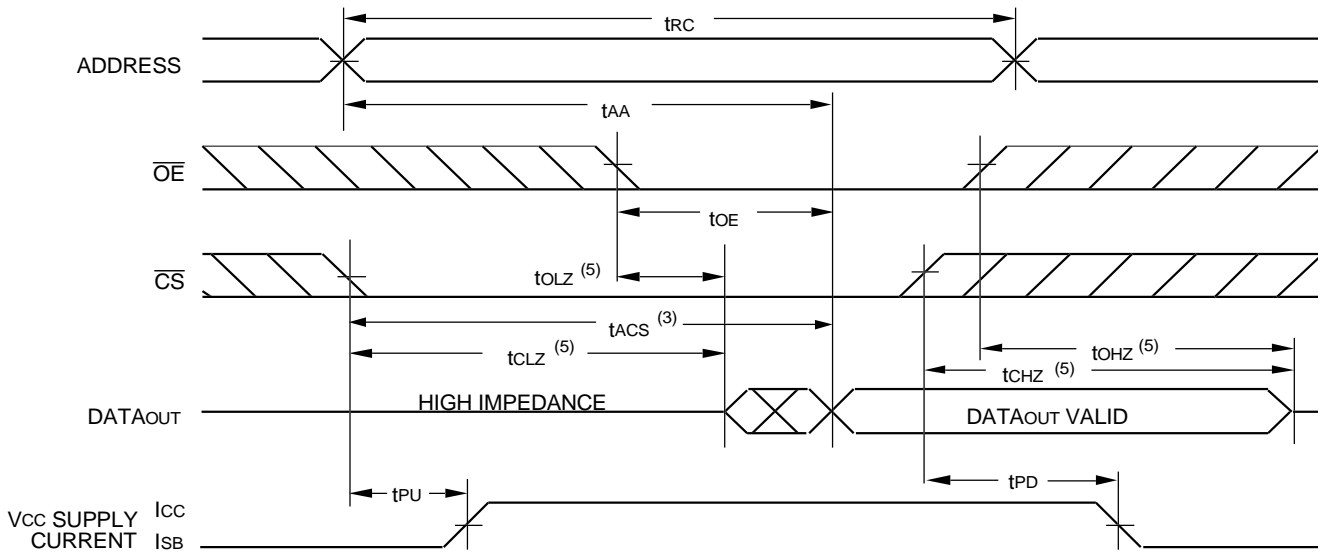 tRC
ADDRESS
tAA
OE
tOE
CS
tOLZ (5)
tACS (3)
tCLZ (5)
tOHZ (5)
tCHZ (5)
HIGH IMPEDANCE
DATAOUT
DATAOUT VALID
tPU
tPD
VCC SUPPLY CURRENT
ICC
ISB